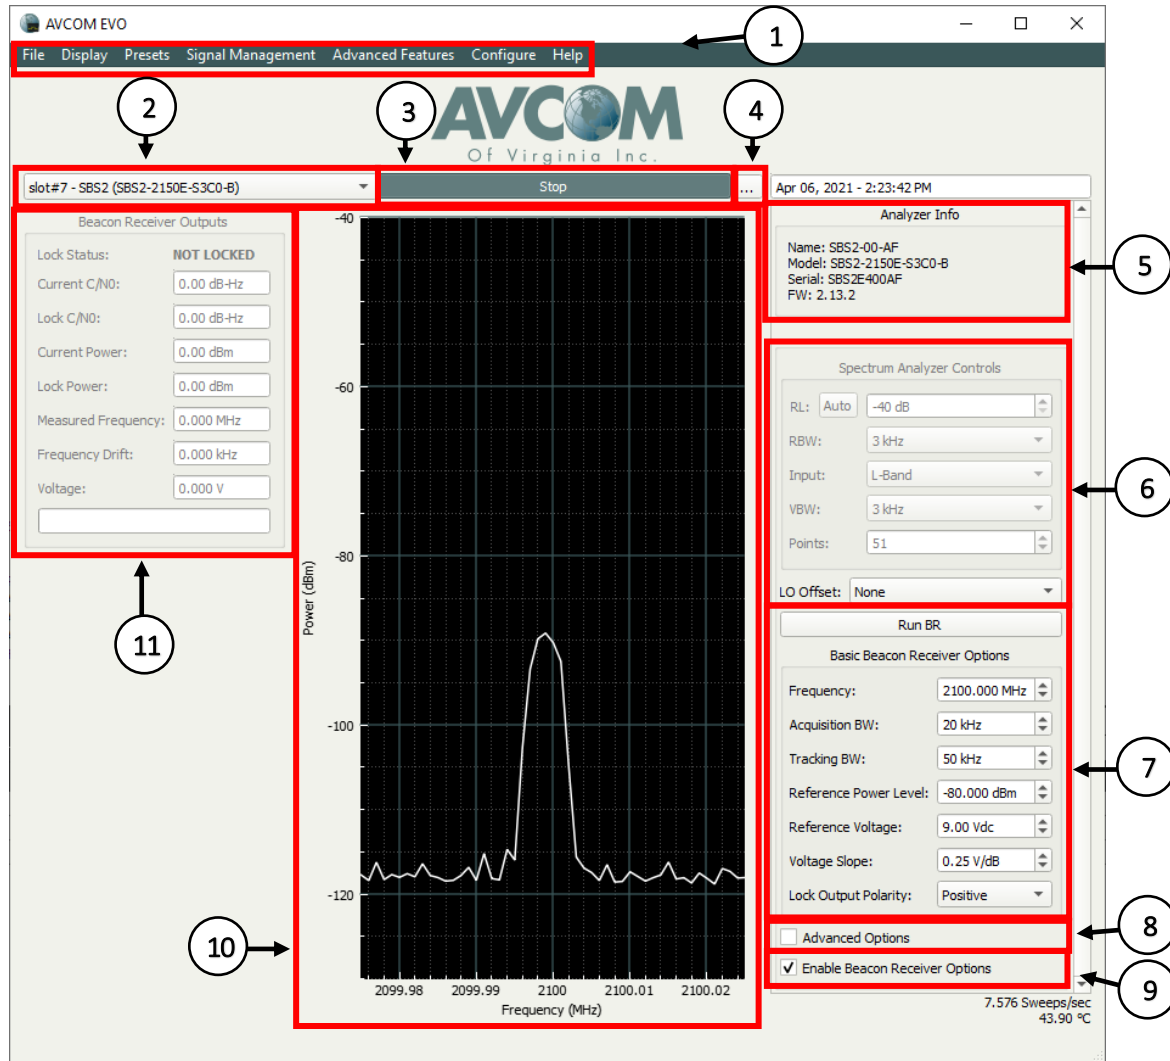 AVCOM EVO
File Display Presets Signal Management Advanced Features Configure Help
1
2
3
4
AVCOM
Of Virginia Inc.
slot#7 - SBS2 (SBS2-2150E-S3C0-B)
Stop
...
Apr 06, 2021 - 2:23:42 PM
Beacon Receiver Outputs
Lock Status: NOT LOCKED
Current C/N0: 0.00 dB-Hz
Lock C/N0: 0.00 dB-Hz
Current Power: 0.00 dBm
Lock Power: 0.00 dBm
Measured Frequency: 0.000 MHz
Frequency Drift: 0.000 kHz
Voltage: 0.000 V
11
-40
-60
-80
-100
-120
Power (dBm)
2099.98 2099.99 2100 2100.01 2100.02
Frequency (MHz)
10
Analyzer Info
Name: SBS2-00-AF
Model: SBS2-2150E-S3C0-B
Serial: SBS2E400AF
FW: 2.13.2
5
Spectrum Analyzer Controls
RL: Auto -40 dB
RBW: 3 kHz
Input: L-Band
VBW: 3 kHz
Points: 51
LO Offset: None
6
Run BR
Basic Beacon Receiver Options
Frequency: 2100.000 MHz
Acquisition BW: 20 kHz
Tracking BW: 50 kHz
Reference Power Level: -80.000 dBm
Reference Voltage: 9.00 Vdc
Voltage Slope: 0.25 V/dB
Lock Output Polarity: Positive
7
Advanced Options
8
Enable Beacon Receiver Options
9
7.576 Sweeps/sec
43.90 ºC